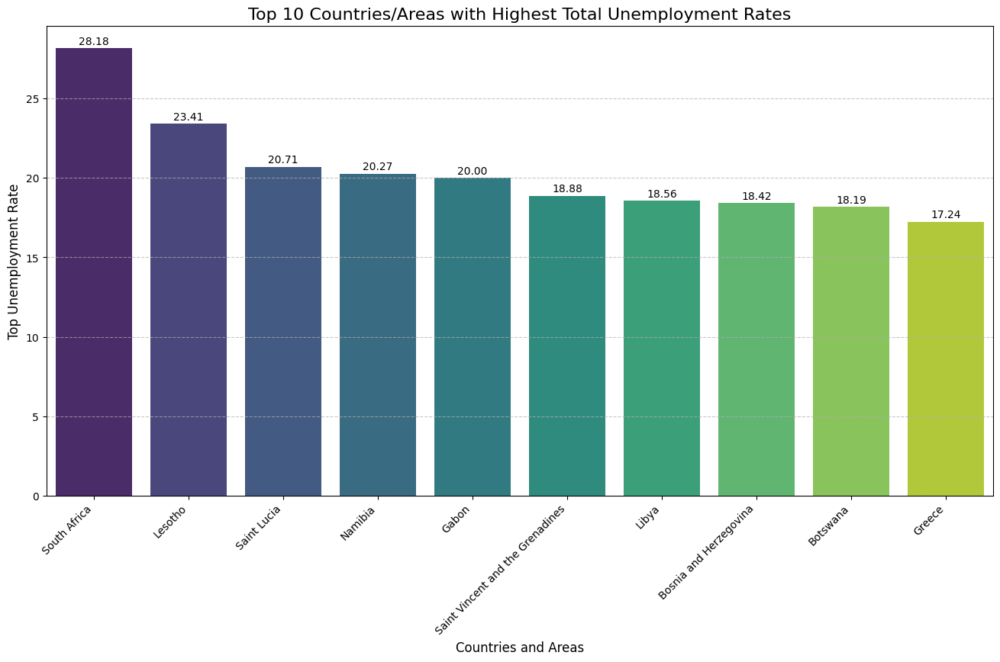 Top 10 Countries/Areas with Highest Total Unemployment Rates
Top Unemployment Rate
25
20
15
10
5
0
28.18
23.41
20.71
20.27
20.00
18.88
18.56
18.42
18.19
17.24
South Africa
Lesotho
Saint Lucia
Namibia
Gabon
Saint Vincent and the Grenadines
Libya
Bosnia and Herzegovina
Botswana
Greece
Countries and Areas